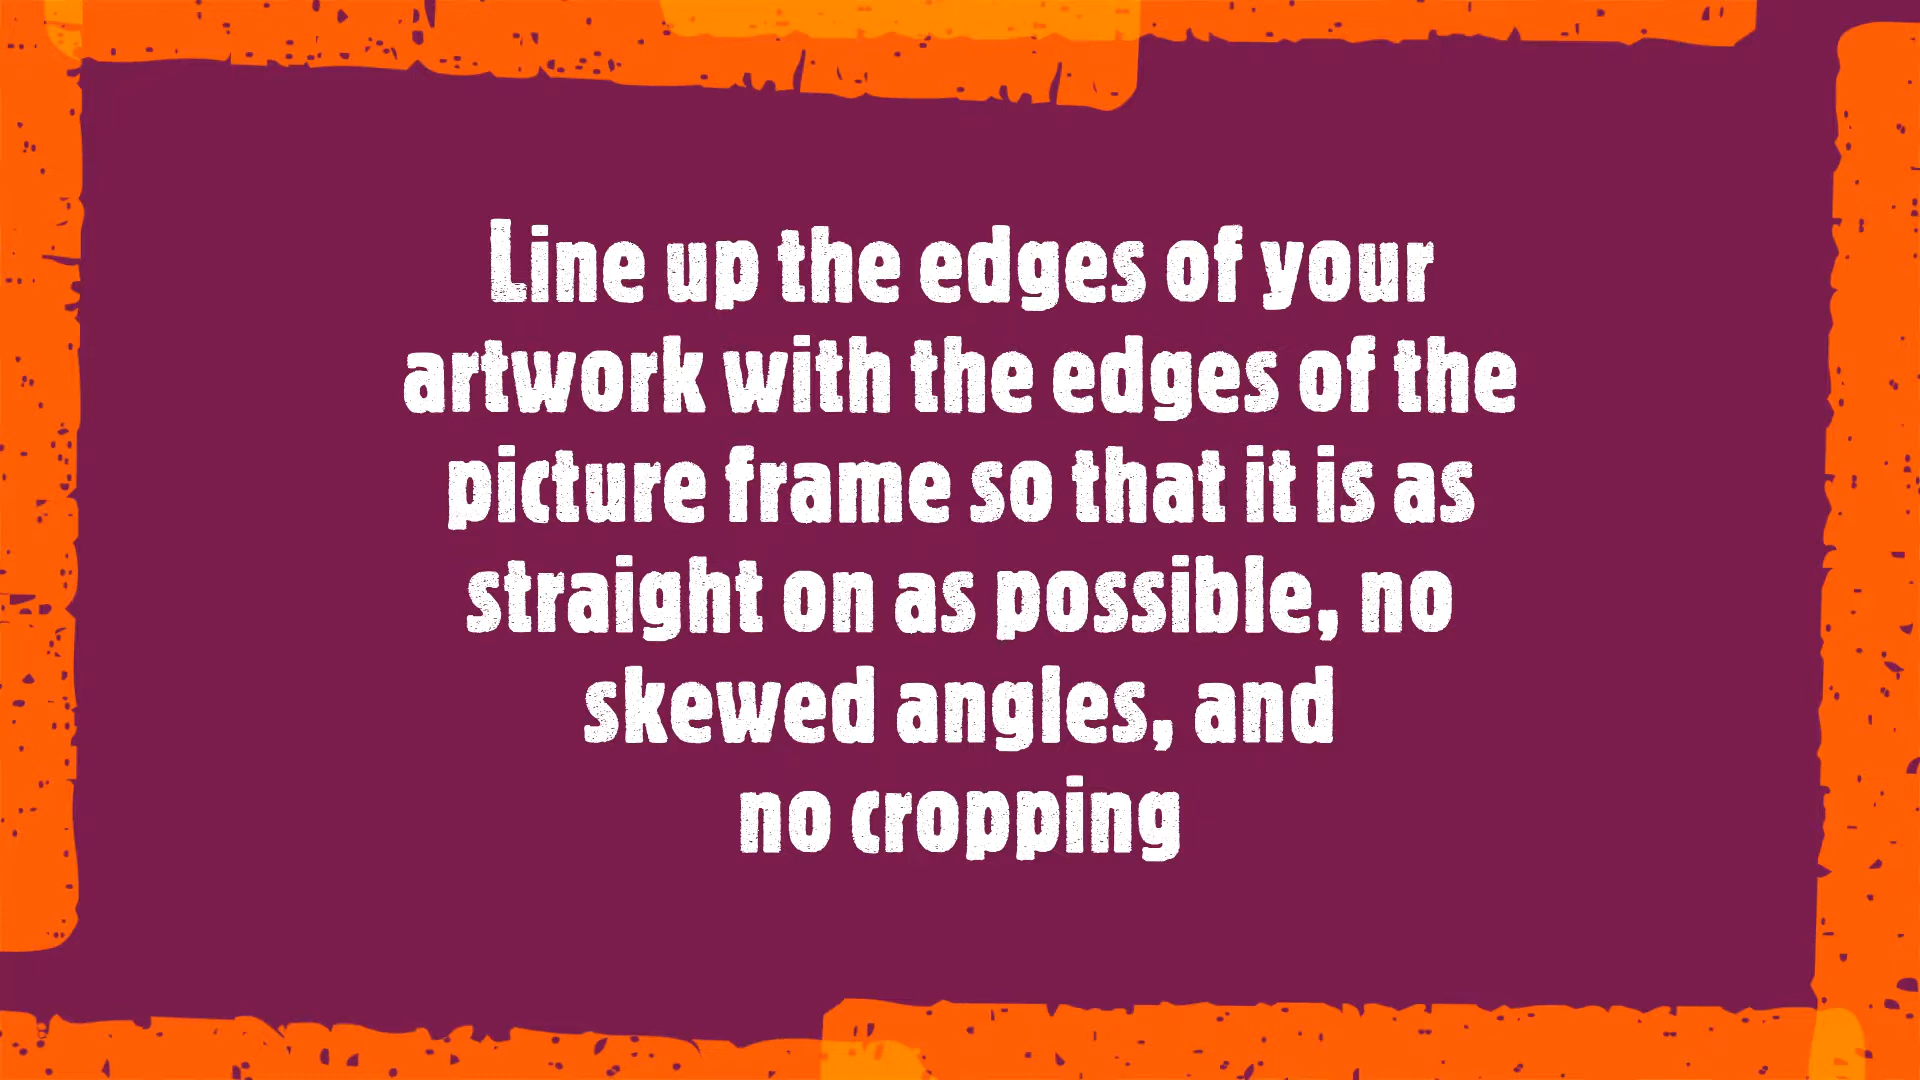 Line up the edges of your
artwork with the edges of the
picture frame so that it is as
straight on as possible, no
skewed angles, and
no cropping